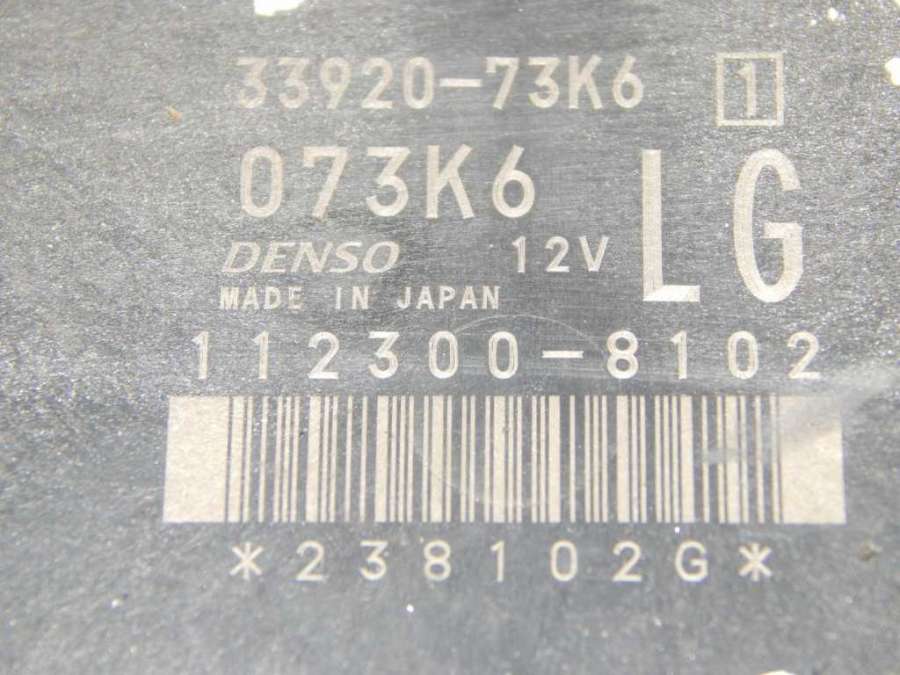 33920-73K6 1
073K6 LG
DENSO 12V
MADE IN JAPAN
112300-8102
*238102G*